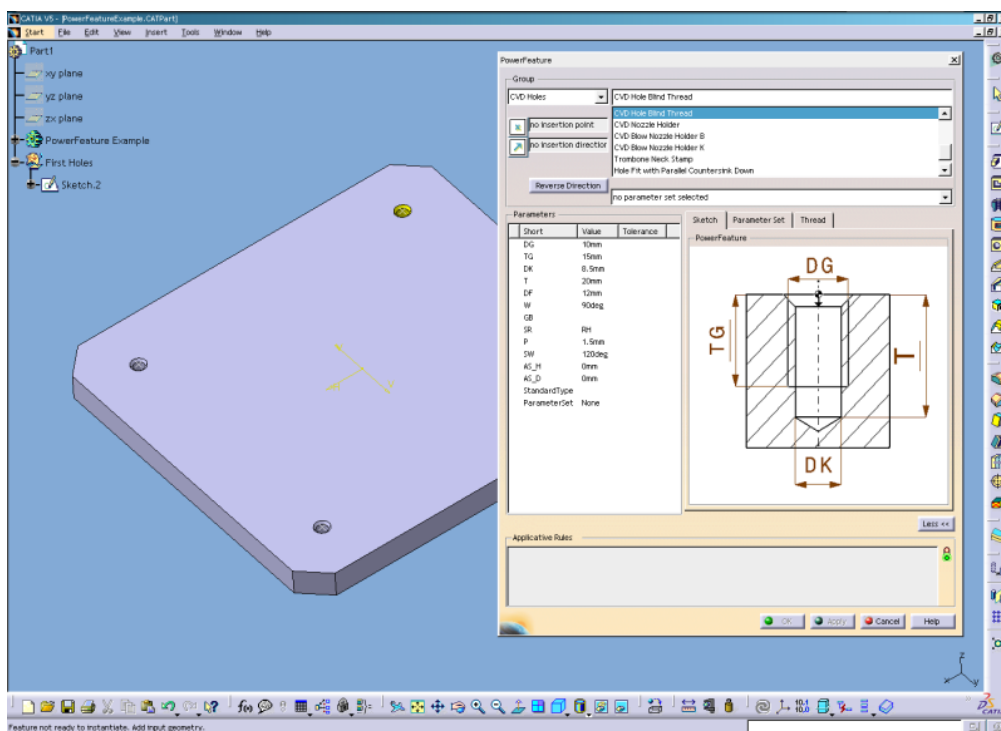 CATIA V5 - [PowerFeatureExample.CATPart]
Start File Edit View Insert Tools Window Help
Part1
xy plane
yz plane
zx plane
PowerFeature Example
First Holes
Sketch.2
PowerFeature
Group
CVD Holes
CVD Hole Blind Thread
CVD Hole Blind Thread
CVD Nozzle Holder
CVD Blow Nozzle Holder B
CVD Blow Nozzle Holder K
Trombone Neck Stamp
Hole Fit with Parallel Countersink Down
no insertion point
no insertion direction
Reverse Direction
no parameter set selected
Parameters
Short Value Tolerance
DG 10mm
TG 15mm
DK 8.5mm
T 20mm
DF 12mm
W 90deg
GB
SR RH
P 1.5mm
SW 120deg
AS_H 0mm
AS_D 0mm
StandardType
ParameterSet None
Sketch Parameter Set Thread
PowerFeature
DG
TG
T
DK
Less <<
Applicative Rules
OK Apply Cancel Help
z
x y
f(x)
CATIA
Feature not ready to instantiate. Add input geometry.